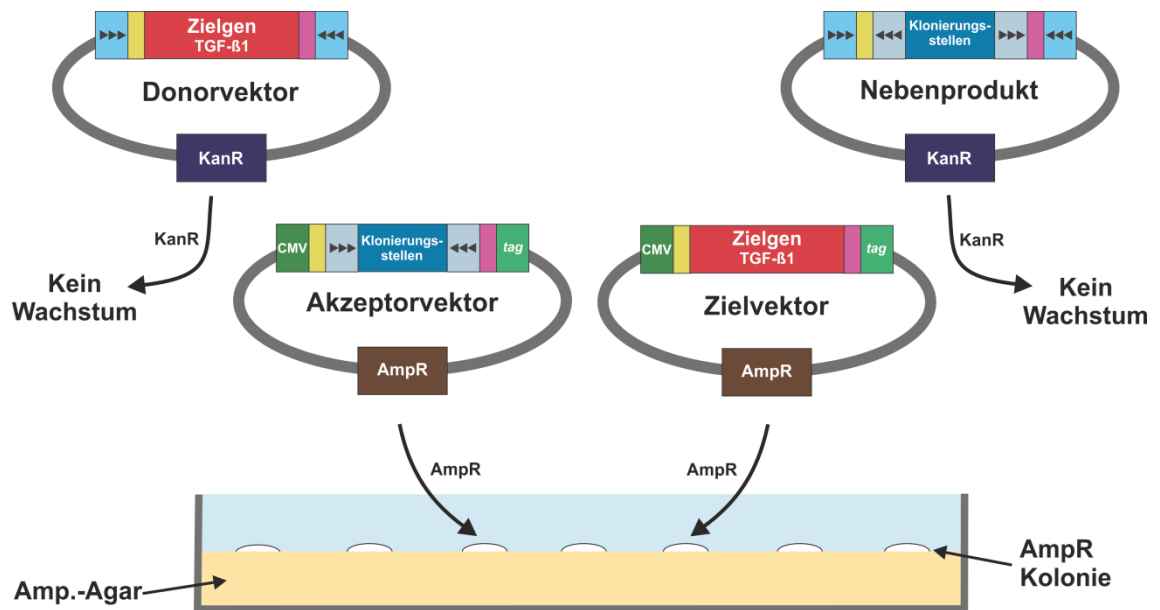 Zielgen
TGF-ß1
Donorvektor
KanR
KanR
Kein
Wachstum
Klonierungs-
stellen
Nebenprodukt
KanR
KanR
Kein
Wachstum
CMV
Klonierungs-
stellen
tag
Akzeptorvektor
AmpR
AmpR
CMV
Zielgen
TGF-ß1
tag
Zielvektor
AmpR
AmpR
Amp.-Agar
AmpR
Kolonie